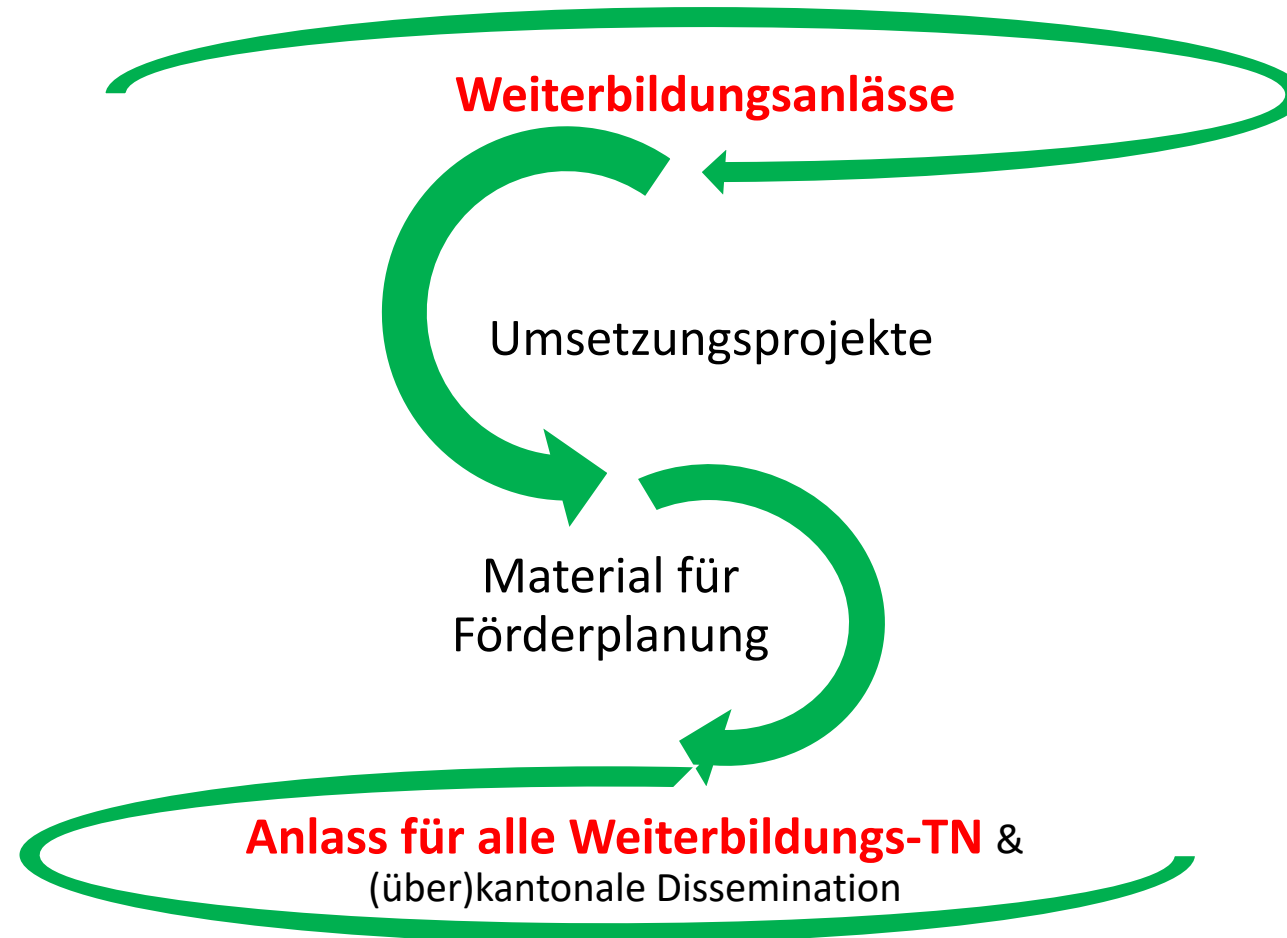 Weiterbildungsanlässe
Umsetzungsprojekte
Material für
Förderplanung
Anlass für alle Weiterbildungs-TN &
(über)kantonale Dissemination